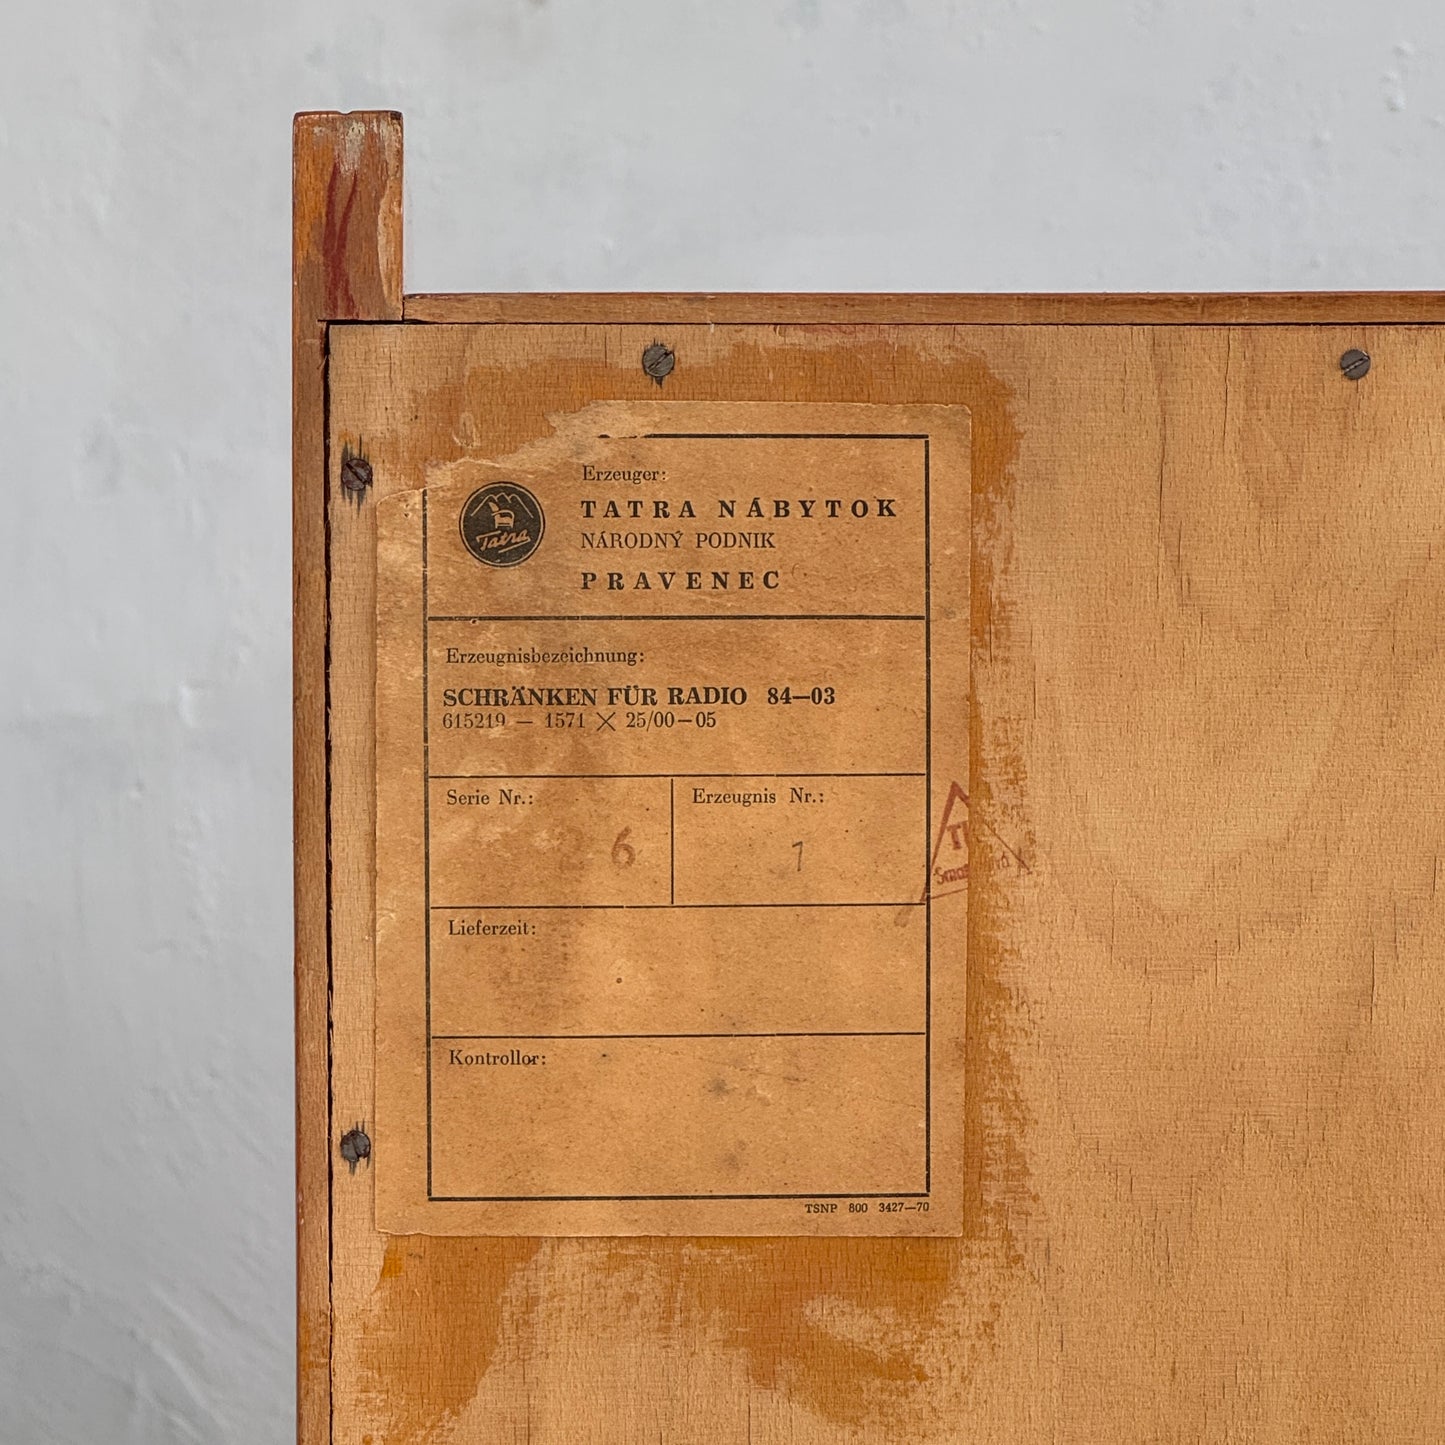 Tatra
Erzeuger:
TATRA NÁBYTOK
NÁRODNÝ PODNIK
PRAVENEC
Erzeugnisbezeichnung:
SCHRÄNKEN FÜR RADIO 84—03
615219 — 1571 × 25/00—05
Serie Nr.:
6
Erzeugnis Nr.:
7
Lieferzeit:
Kontrollor:
TSNP 800 3427—70